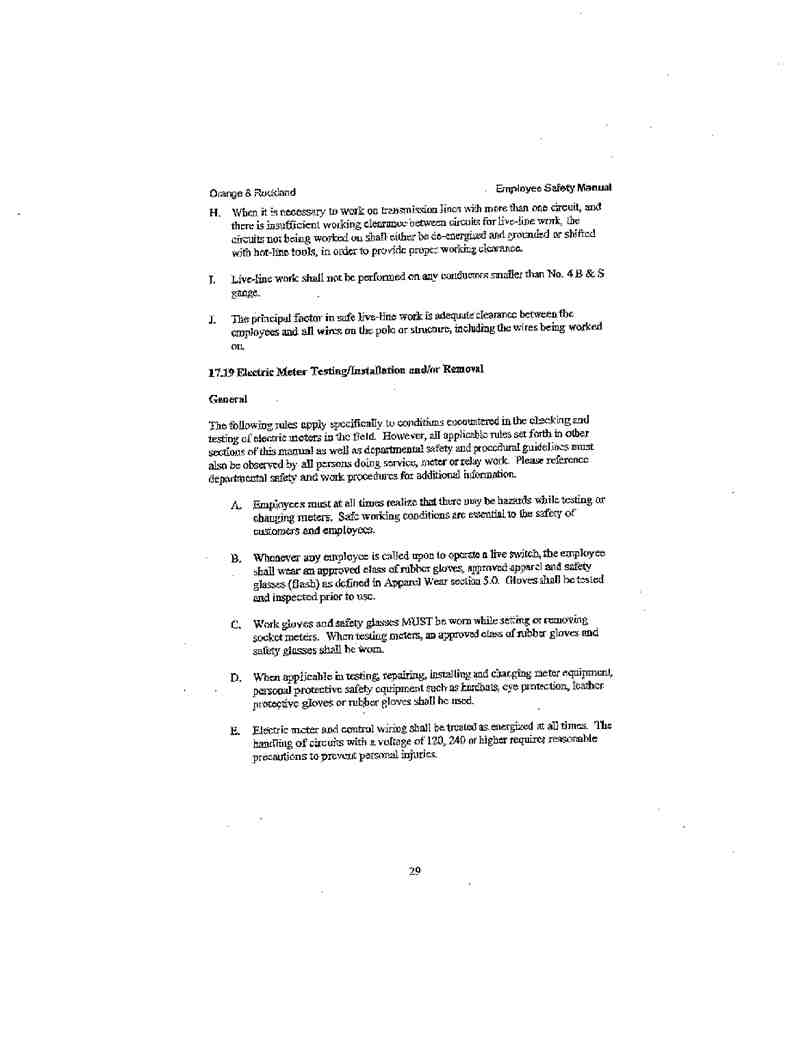 Orange & Rockland
Employee Safety Manual
H. When it is necessary to work on transmission lines with more than one circuit, and
there is insufficient working clearance between circuits for live-line work, the
circuits not being worked on shall either be de-energized and grounded or shifted
with hot-line tools, in order to provide proper working clearance.
I. Live-line work shall not be performed on any conductors smaller than No. 4 B & S
gauge.
J. The principal factor in safe live-line work is adequate clearance between the
employees and all wires on the pole or structure, including the wires being worked
on.
17.19 Electric Meter Testing/Installation and/or Removal
General
The following rules apply specifically to conditions encountered in the checking and
testing of electric meters in the field. However, all applicable rules set forth in other
sections of this manual as well as departmental safety and procedural guidelines must
also be observed by all persons doing service, meter or relay work. Please reference
departmental safety and work procedures for additional information.
A. Employees must at all times realize that there may be hazards while testing or
changing meters. Safe working conditions are essential to the safety of
customers and employees.
B. Whenever any employee is called upon to operate a live switch, the employee
shall wear an approved class of rubber gloves, approved apparel and safety
glasses (flash) as defined in Apparel Wear section 5.0. Gloves shall be tested
and inspected prior to use.
C. Work gloves and safety glasses MUST be worn while setting or removing
socket meters. When testing meters, an approved class of rubber gloves and
safety glasses shall be worn.
D. When applicable in testing, repairing, installing and changing meter equipment,
personal protective safety equipment such as hardhats, eye protection, leather
protective gloves or rubber gloves shall be used.
E. Electric meter and control wiring shall be treated as energized at all times. The
handling of circuits with a voltage of 120, 240 or higher requires reasonable
precautions to prevent personal injuries.
29